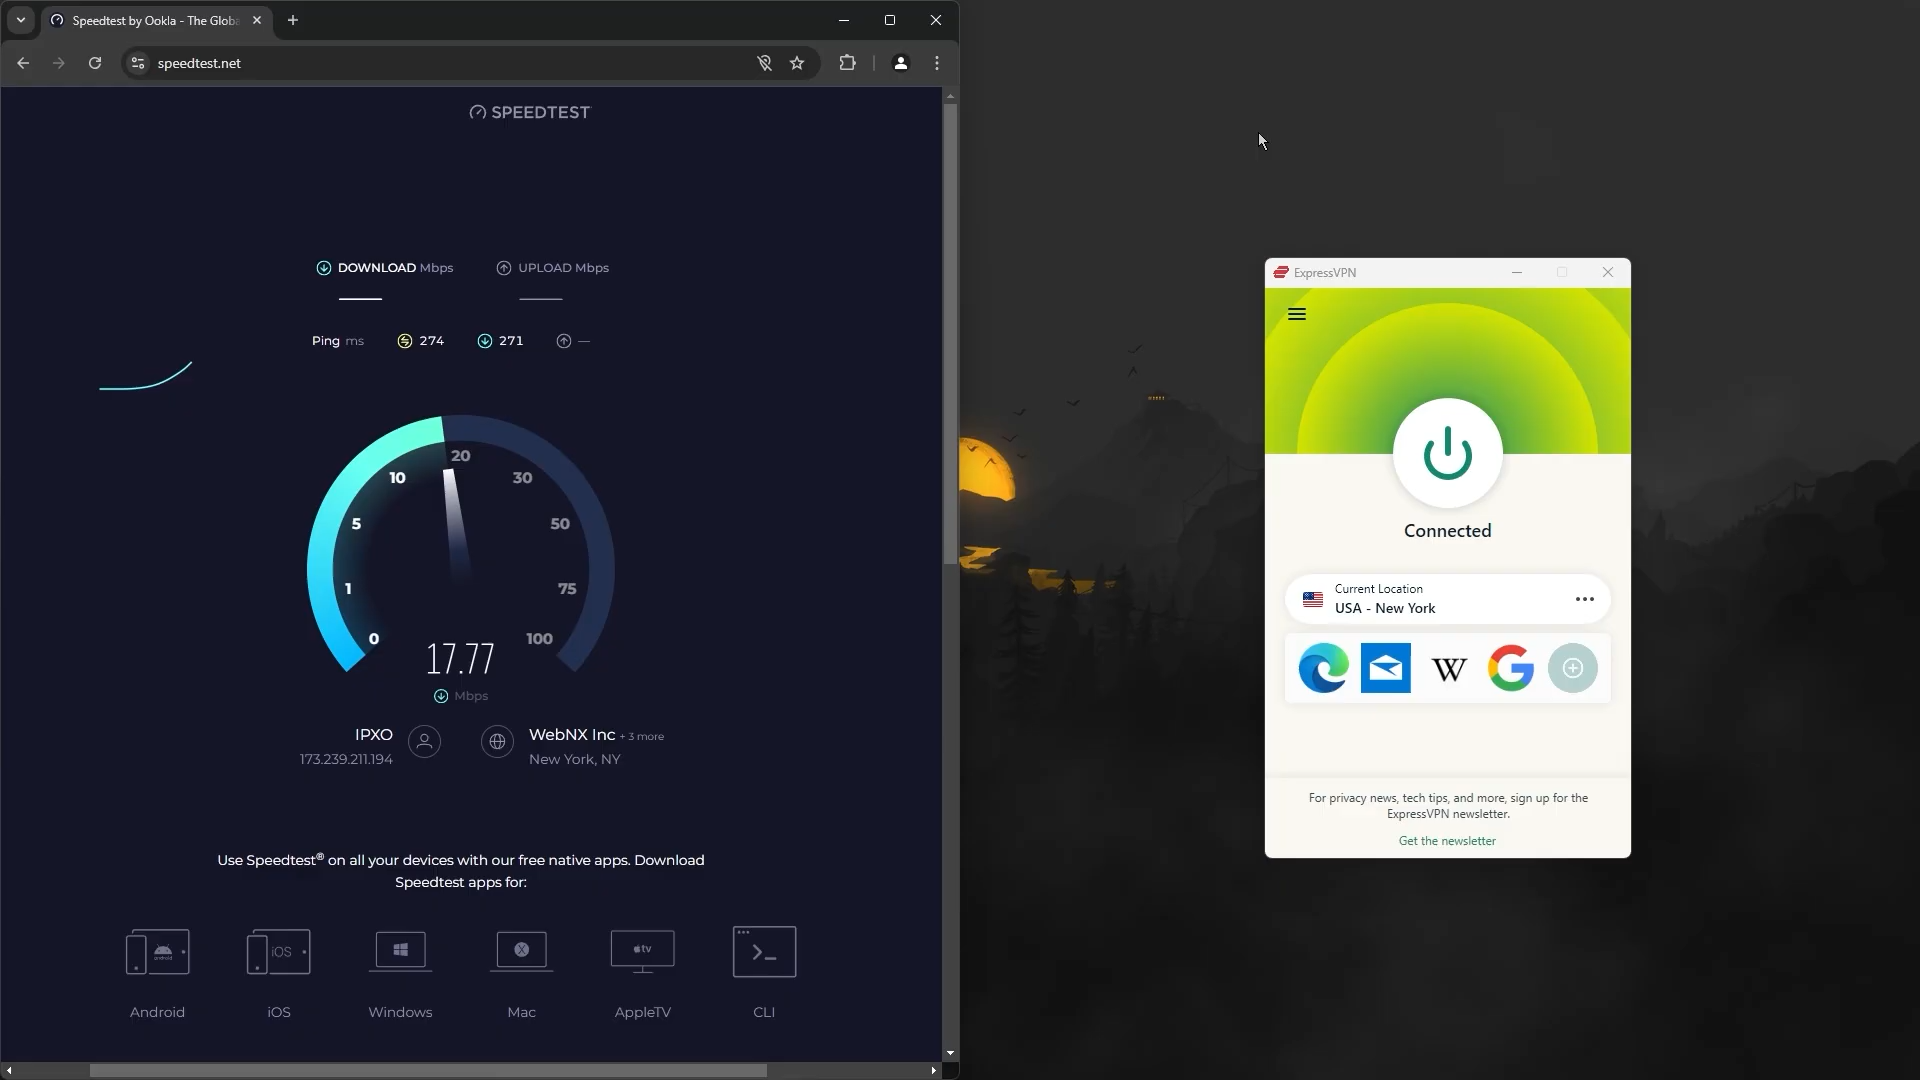 Speedtest by Ookla - The Globa
speedtest.net
SPEEDTEST
DOWNLOAD Mbps
UPLOAD Mbps
Ping ms
274
271
—
0
1
5
10
20
30
50
75
100
17.77
Mbps
IPXO
173.239.211.194
WebNX Inc + 3 more
New York, NY
Use Speedtest® on all your devices with our free native apps. Download
Speedtest apps for:
android
iOS
tv
Android
iOS
Windows
Mac
AppleTV
CLI
ExpressVPN
Connected
Current Location
USA - New York
W
G
For privacy news, tech tips, and more, sign up for the
ExpressVPN newsletter.
Get the newsletter